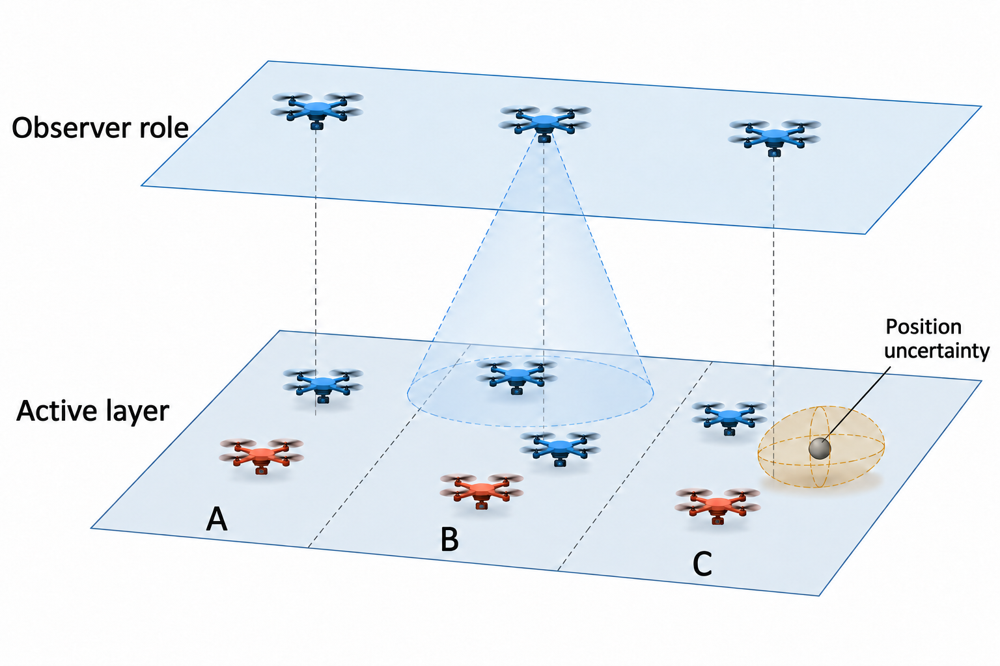 Observer role
Position
uncertainty
Active layer
A
B
C